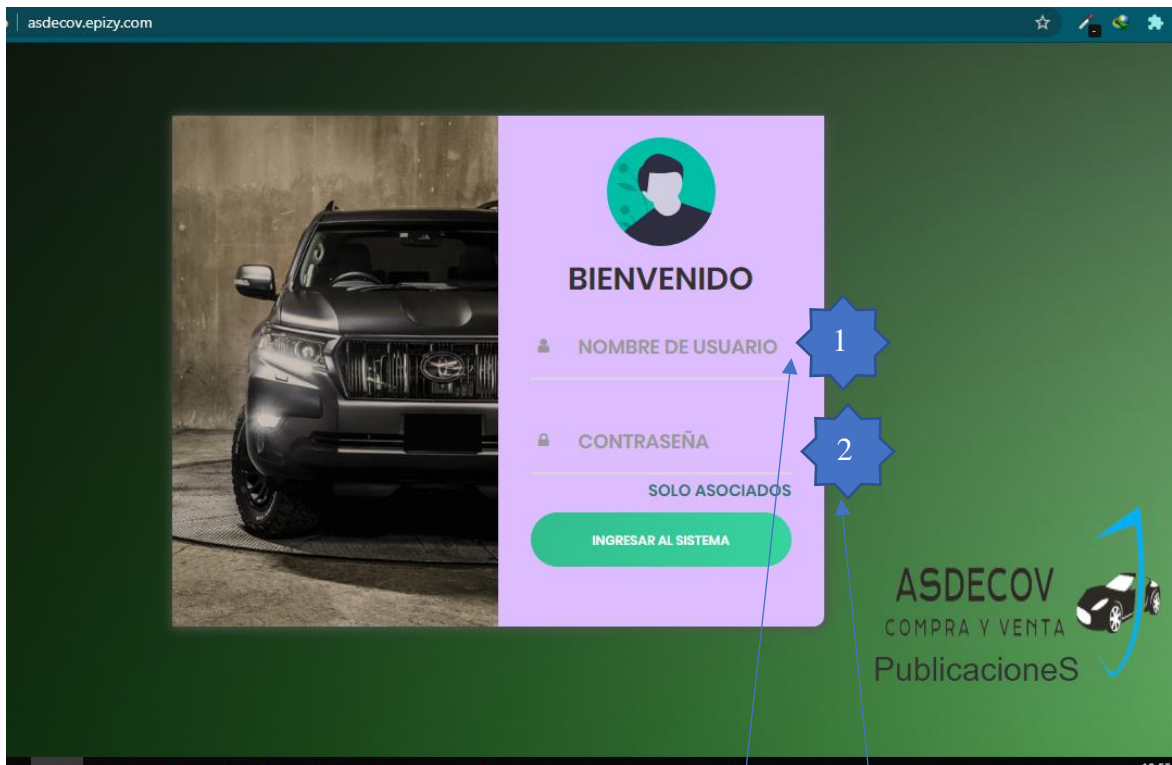 asdecov.epizy.com
BIENVENIDO
NOMBRE DE USUARIO
1
CONTRASEÑA
2
SOLO ASOCIADOS
INGRESAR AL SISTEMA
ASDECOV
COMPRA Y VENTA
PublicacioneS